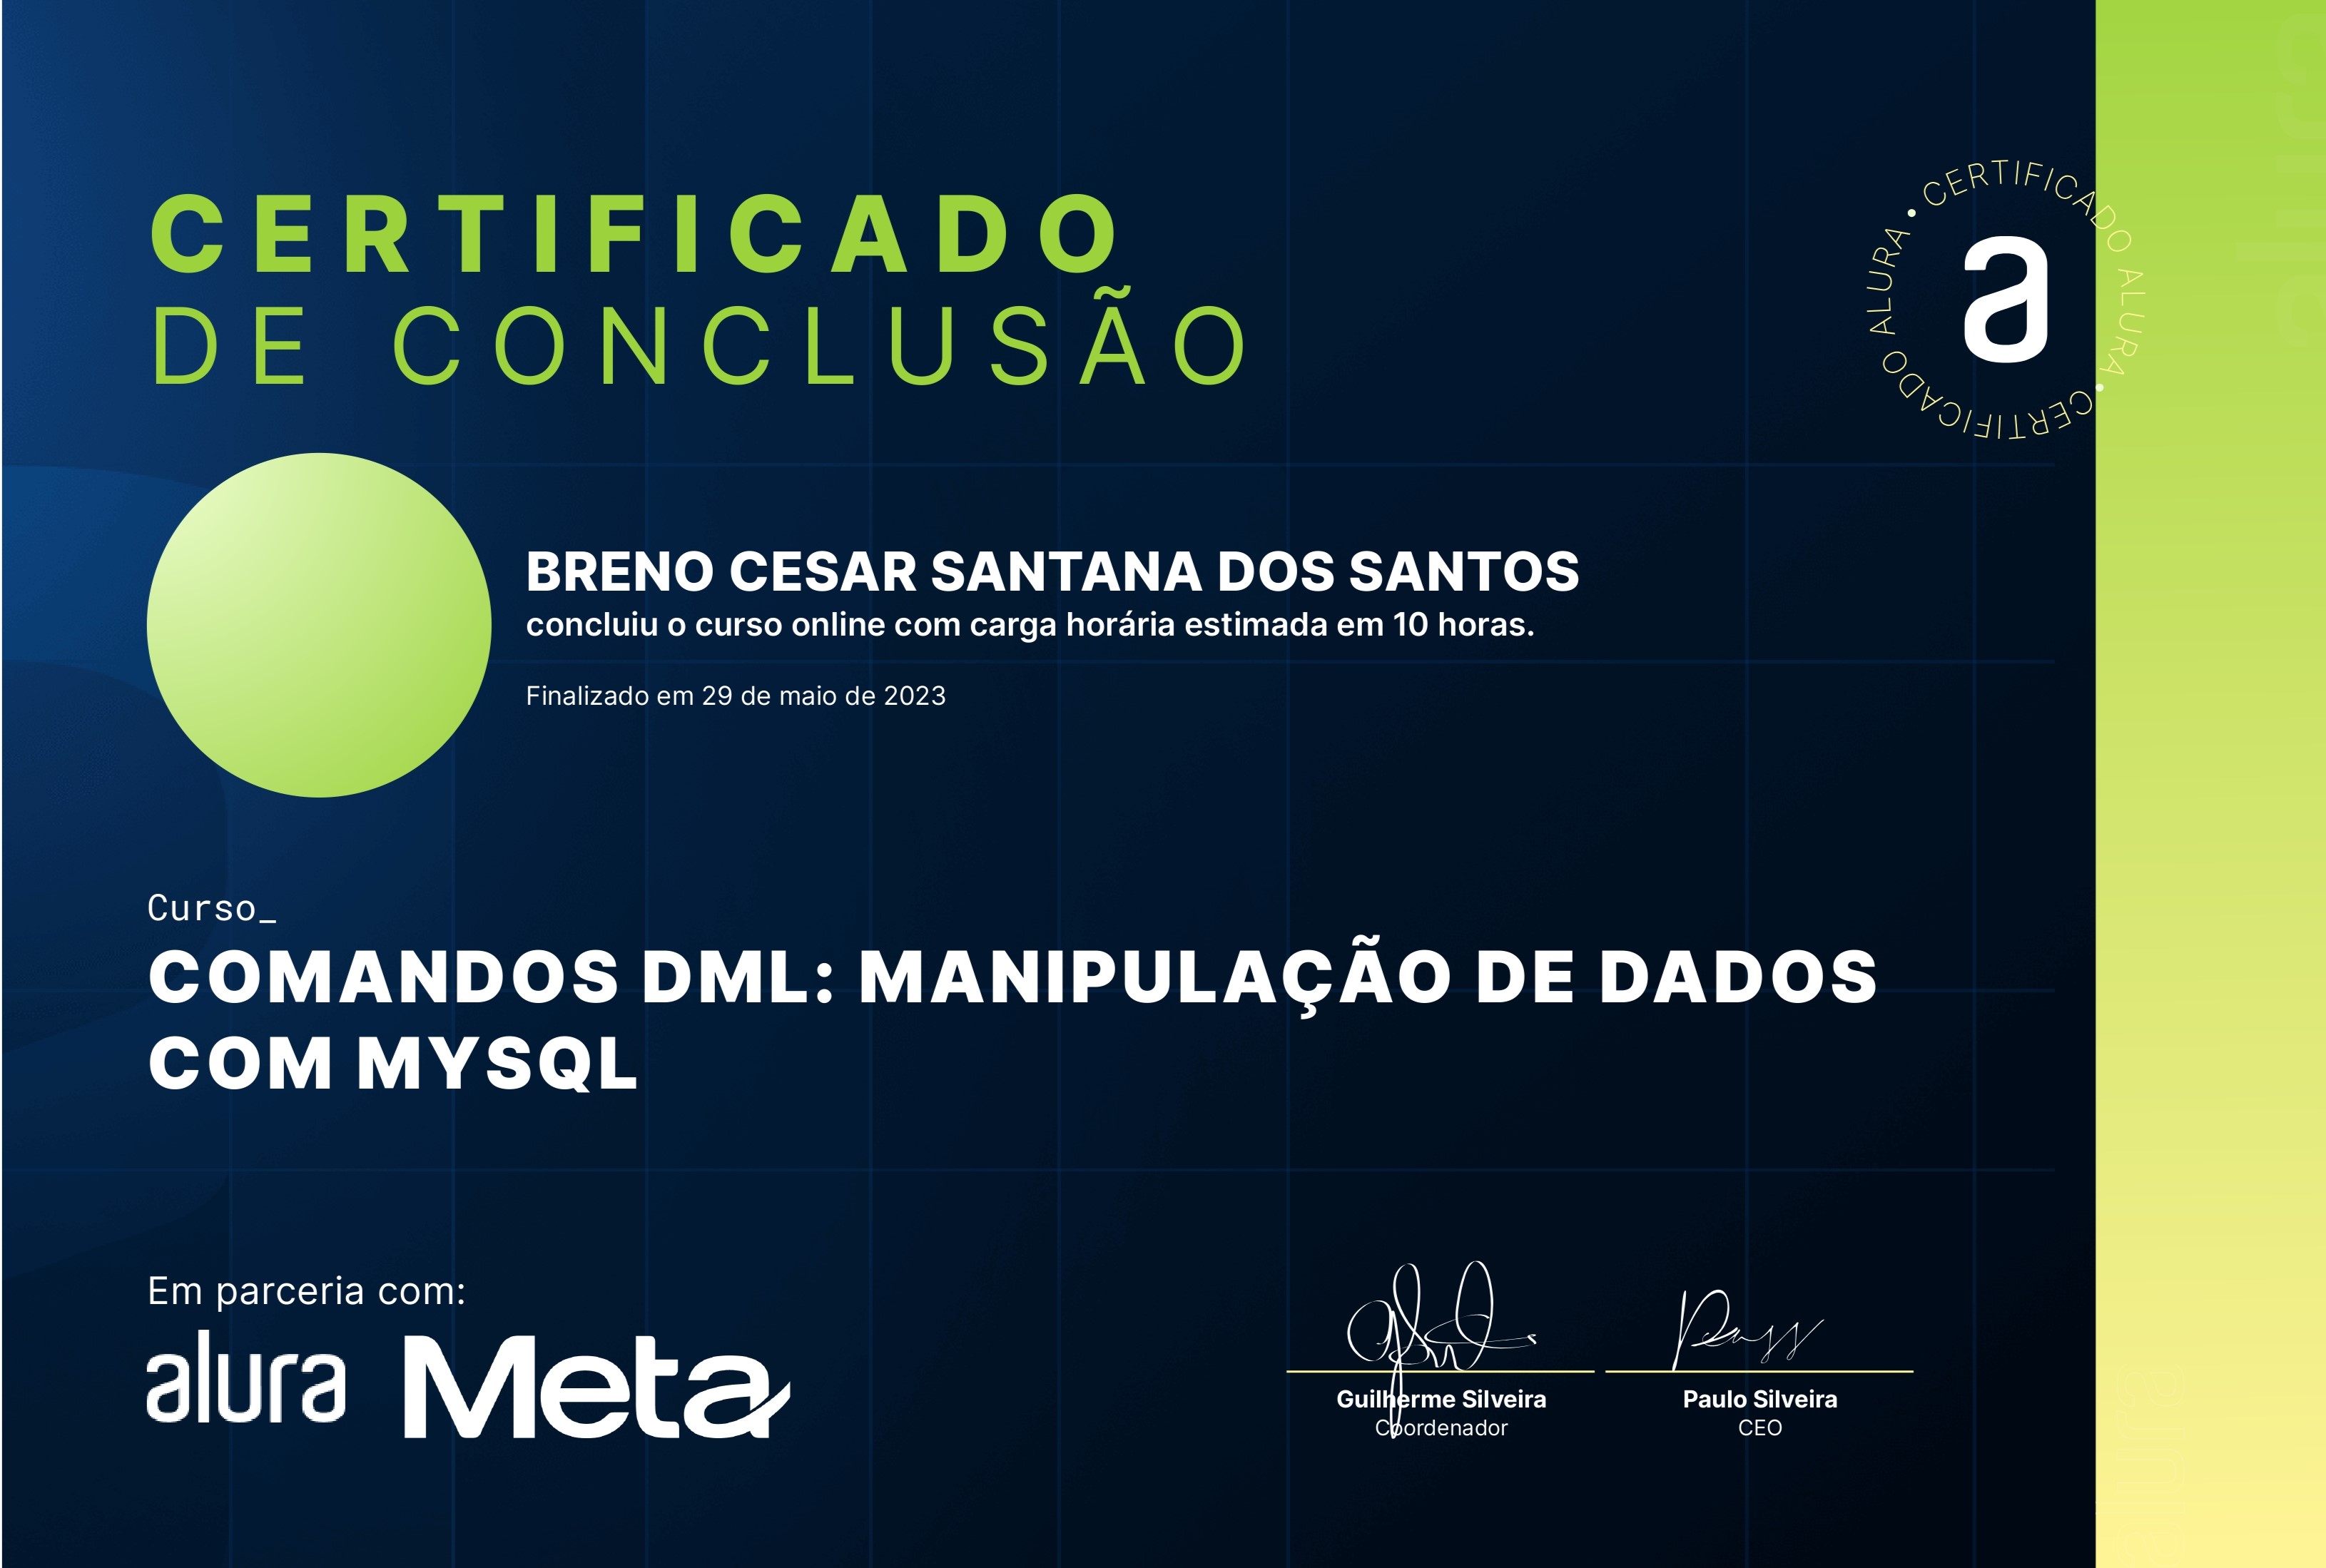 CERTIFICADO
DE CONCLUSÃO
CERTIFICADO ALURA • CERTIFICADO ALURA •
a
BRENO CESAR SANTANA DOS SANTOS
concluiu o curso online com carga horária estimada em 10 horas.
Finalizado em 29 de maio de 2023
Curso_
COMANDOS DML: MANIPULAÇÃO DE DADOS
COM MYSQL
Em parceria com:
alura Meta
Guilherme Silveira
Coordenador
Paulo Silveira
CEO